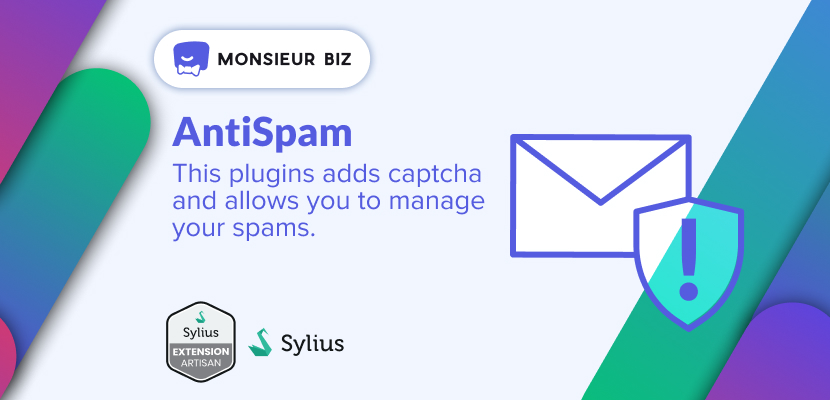 MONSIEUR BIZ
AntiSpam
This plugins adds captcha
and allows you to manage
your spams.
Sylius
EXTENSION
ARTISAN
Sylius